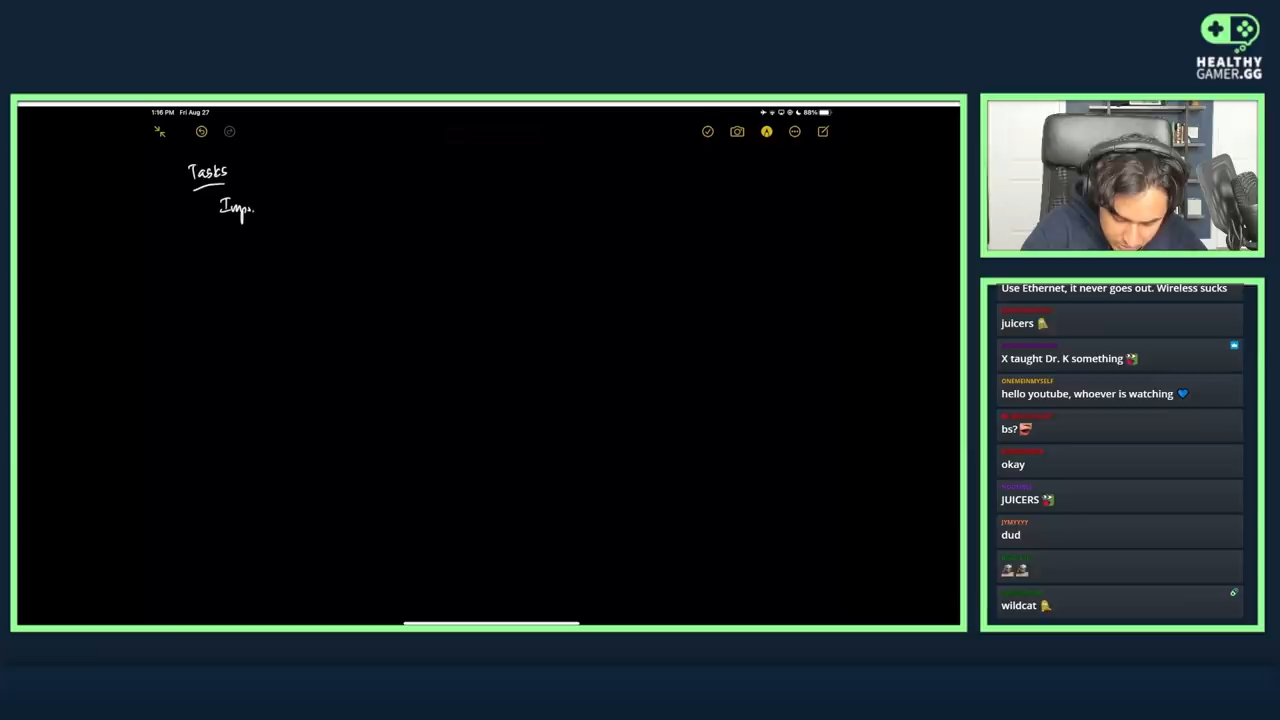 HEALTHY
GAMER.GG
1:16 PM Fri Aug 27
88%
Tasks
Imp.
Use Ethernet, it never goes out. Wireless sucks
juicers
X taught Dr. K something
ONEMEINMYSELF
hello youtube, whoever is watching
bs?
okay
JUICERS
JYMYYYY
dud
wildcat